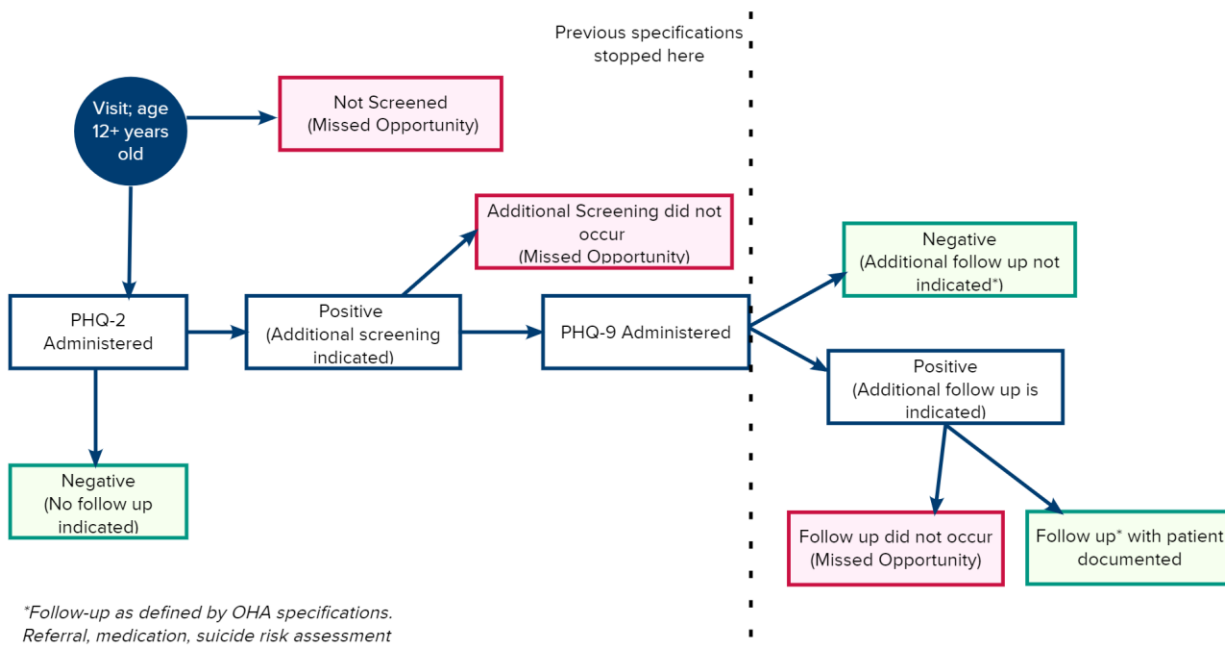 Previous specifications
stopped here
Visit; age
12+ years
old
Not Screened
(Missed Opportunity)
Additional Screening did not
occur
(Missed Opportunity)
Negative
(Additional follow up not
indicated*)
PHQ-2
Administered
Positive
(Additional screening
indicated)
PHQ-9 Administered
Positive
(Additional follow up is
indicated)
Negative
(No follow up
indicated)
Follow up did not occur
(Missed Opportunity)
Follow up* with patient
documented
*Follow-up as defined by OHA specifications.
Referral, medication, suicide risk assessment